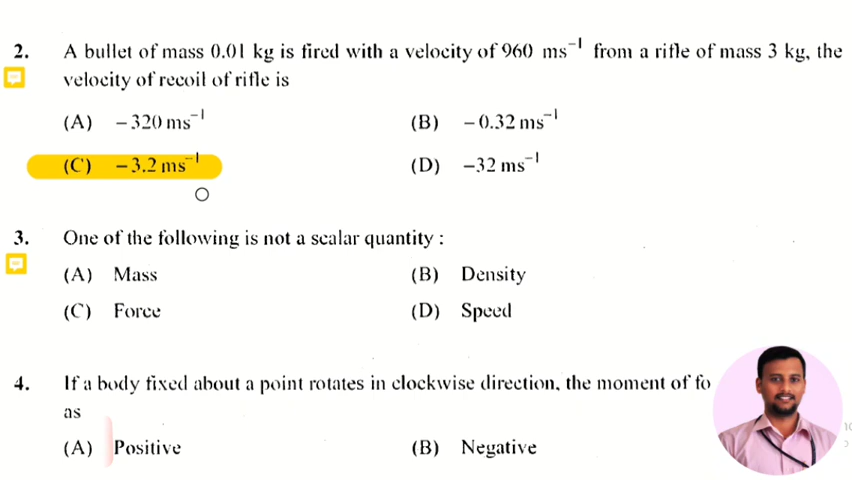 2. A bullet of mass 0.01 kg is fired with a velocity of 960 ms⁻¹ from a rifle of mass 3 kg, the
velocity of recoil of rifle is
(A) – 320 ms⁻¹ (B) – 0.32 ms⁻¹
(C) – 3.2 ms⁻¹ (D) –32 ms⁻¹
3. One of the following is not a scalar quantity :
(A) Mass (B) Density
(C) Force (D) Speed
4. If a body fixed about a point rotates in clockwise direction, the moment of fo
as
(A) Positive (B) Negative